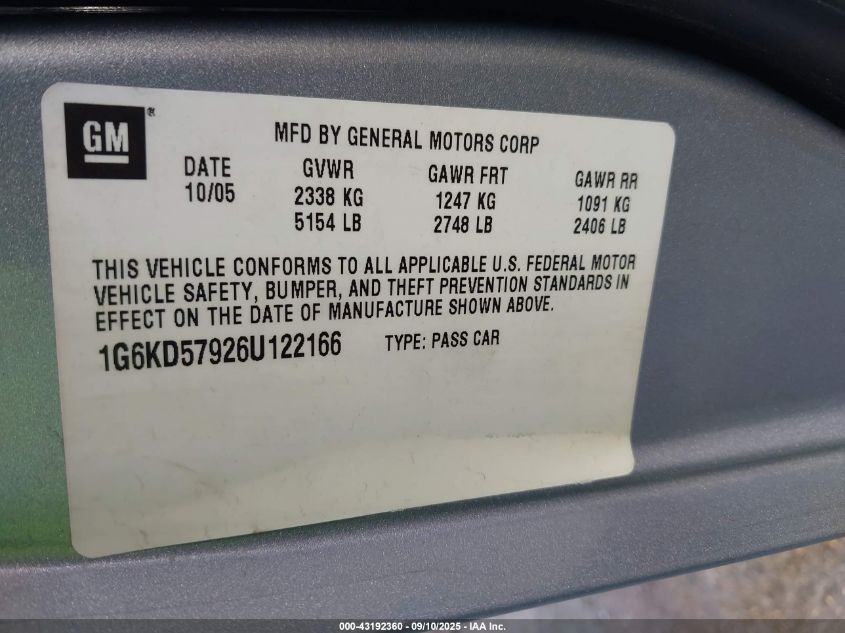 GM®
MFD BY GENERAL MOTORS CORP
DATE GVWR GAWR FRT GAWR RR
10/05 2338 KG 1247 KG 1091 KG
5154 LB 2748 LB 2406 LB
THIS VEHICLE CONFORMS TO ALL APPLICABLE U.S. FEDERAL MOTOR
VEHICLE SAFETY, BUMPER, AND THEFT PREVENTION STANDARDS IN
EFFECT ON THE DATE OF MANUFACTURE SHOWN ABOVE.
1G6KD57926U122166 TYPE: PASS CAR
000-43192360 - 09/10/2025 - IAA Inc.